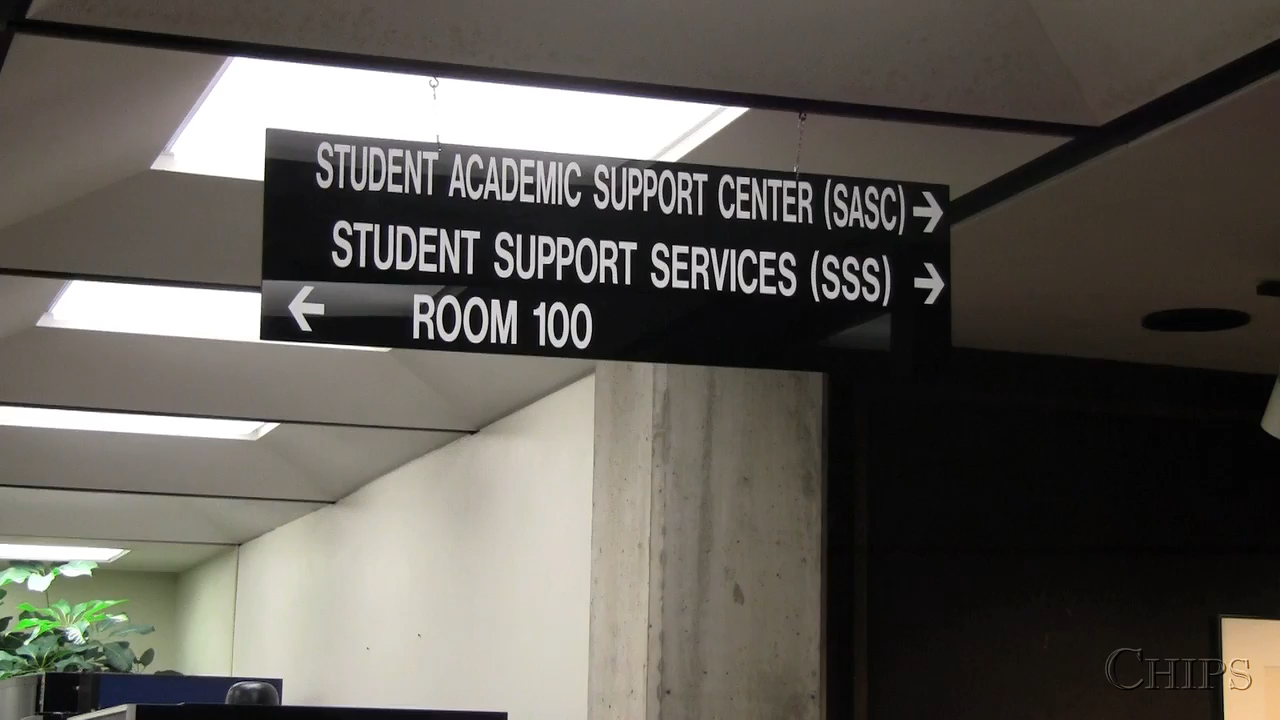 STUDENT ACADEMIC SUPPORT CENTER (SASC) →
STUDENT SUPPORT SERVICES (SSS) →
← ROOM 100
CHIPS